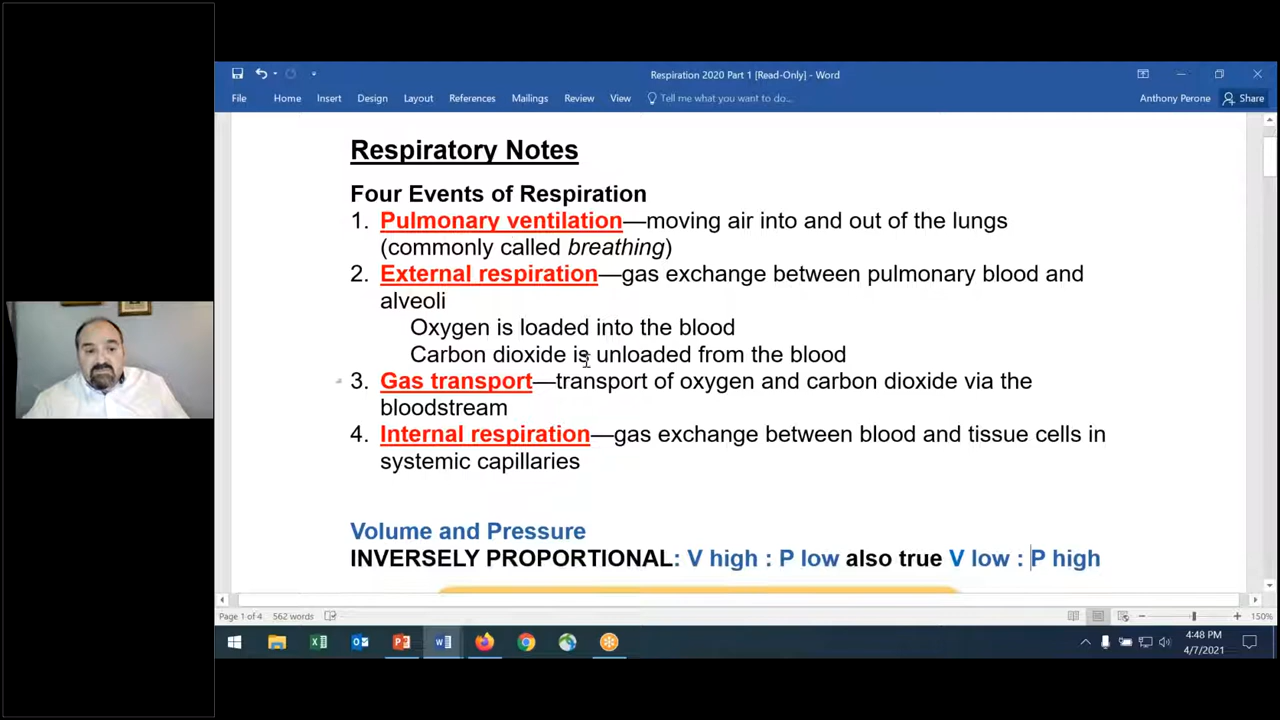 Respiration 2020 Part 1 [Read-Only] - Word
File Home Insert Design Layout References Mailings Review View Tell me what you want to do... Anthony Perone Share
Respiratory Notes
Four Events of Respiration
1. Pulmonary ventilation—moving air into and out of the lungs
(commonly called breathing)
2. External respiration—gas exchange between pulmonary blood and
alveoli
Oxygen is loaded into the blood
Carbon dioxide is unloaded from the blood
3. Gas transport—transport of oxygen and carbon dioxide via the
bloodstream
4. Internal respiration—gas exchange between blood and tissue cells in
systemic capillaries
Volume and Pressure
INVERSELY PROPORTIONAL: V high : P low also true V low : P high
Page 1 of 4 562 words 150%
4:48 PM
4/7/2021